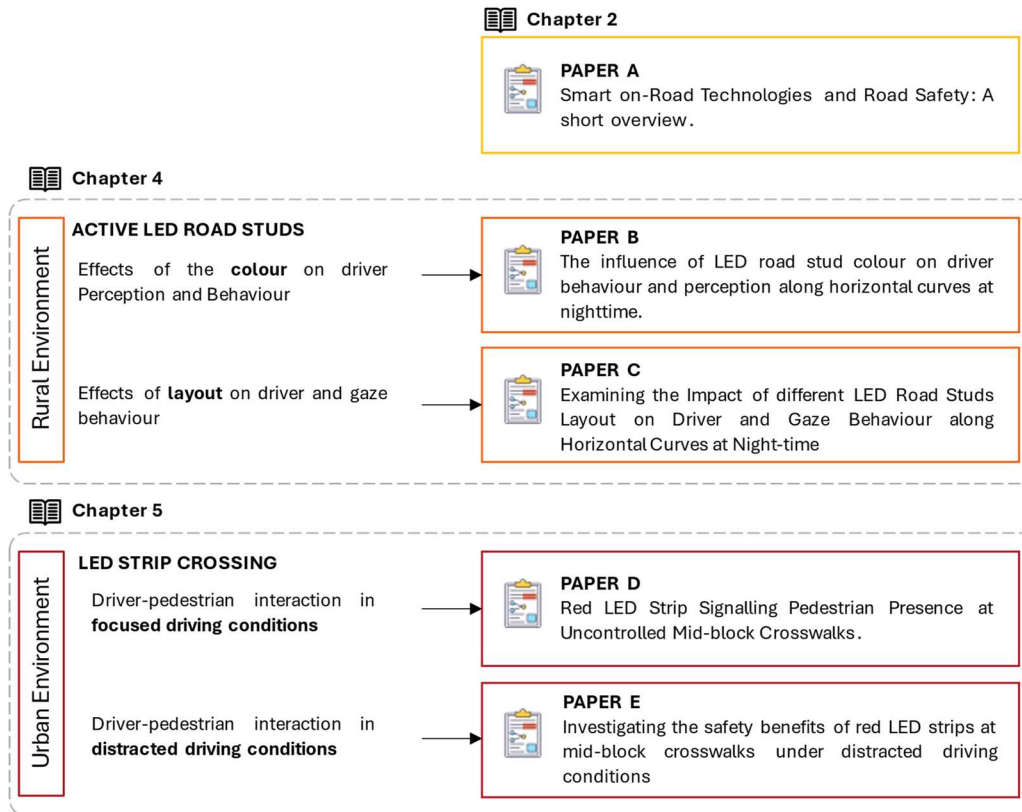 Chapter 2
PAPER A
Smart on-Road Technologies and Road Safety: A
short overview.
Chapter 4
Rural Environment
ACTIVE LED ROAD STUDS
Effects of the colour on driver
Perception and Behaviour
PAPER B
The influence of LED road stud colour on driver
behaviour and perception along horizontal curves at
nighttime.
Effects of layout on driver and gaze
behaviour
PAPER C
Examining the Impact of different LED Road Studs
Layout on Driver and Gaze Behaviour along
Horizontal Curves at Night-time
Chapter 5
Urban Environment
LED STRIP CROSSING
Driver-pedestrian interaction in
focused driving conditions
PAPER D
Red LED Strip Signalling Pedestrian Presence at
Uncontrolled Mid-block Crosswalks.
Driver-pedestrian interaction in
distracted driving conditions
PAPER E
Investigating the safety benefits of red LED strips at
mid-block crosswalks under distracted driving
conditions